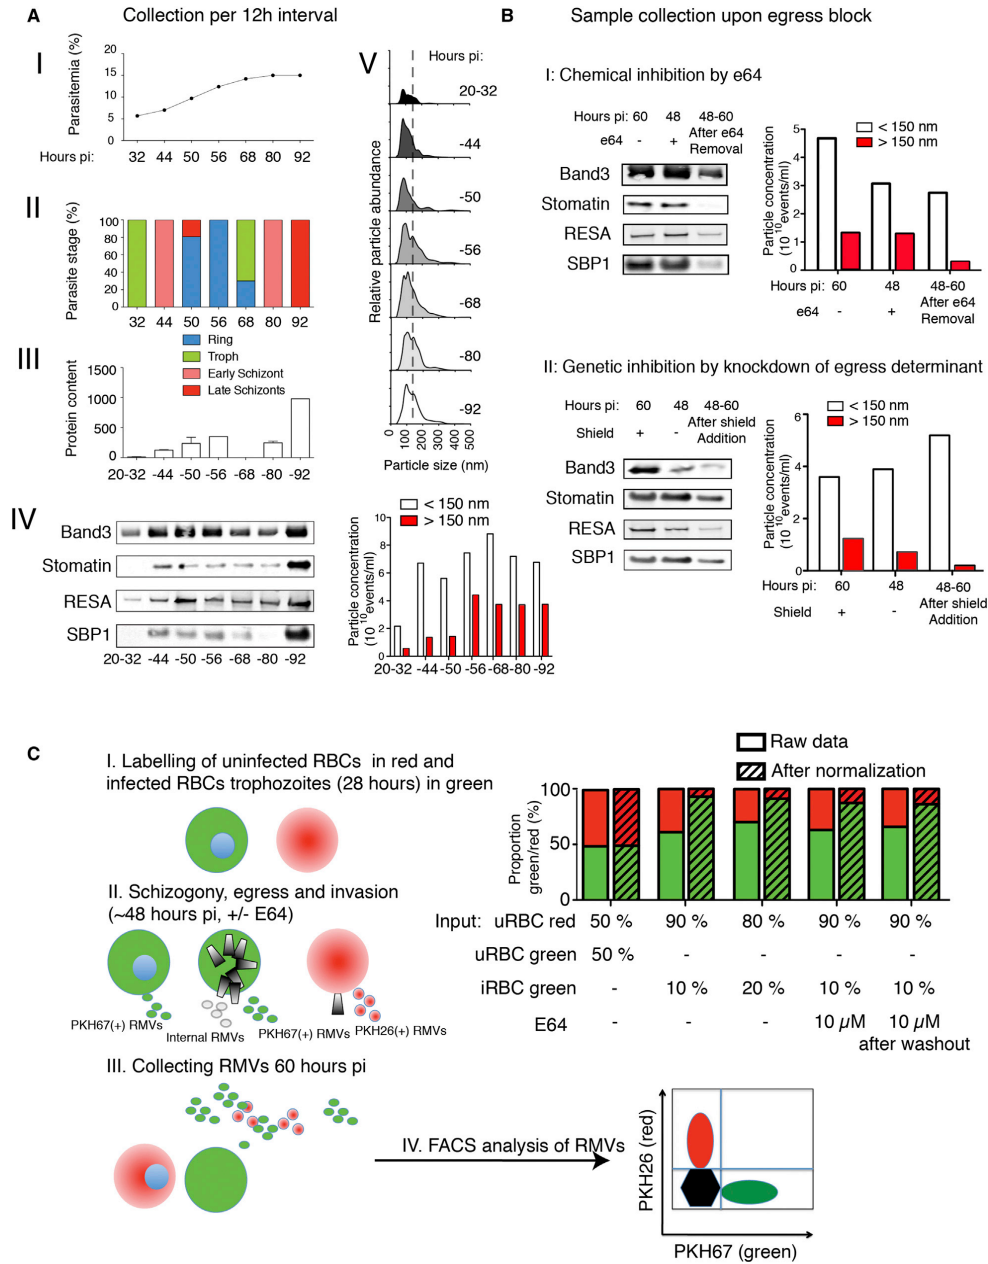 A
Collection per 12h interval
I
Parasitemia (%)
20
15
10
5
0
Hours pi:
32 44 50 56 68 80 92
II
Parasite stage (%)
100
80
60
40
20
0
32 44 50 56 68 80 92
Ring
Troph
Early Schizont
Late Schizonts
III
Protein content
1500
1000
500
0
20-32 -44 -50 -56 -68 -80 -92
IV
Band3
Stomatin
RESA
SBP1
20-32 -44 -50 -56 -68 -80 -92
V
Hours pi:
Relative particle abundance
20-32
-44
-50
-56
-68
-80
-92
0 100 200 300 400 500
Particle size (nm)
< 150 nm
> 150 nm
Particle concentration
(10 10 events/ml)
10
8
6
4
2
0
20-32 -44 -50 -56 -68 -80 -92
B
Sample collection upon egress block
I: Chemical inhibition by e64
Hours pi: 60 48 48-60
e64 - + After e64
Removal
Band3
Stomatin
RESA
SBP1
< 150 nm
> 150 nm
Particle concentration
(10 10 events/ml)
5
4
3
2
1
0
Hours pi: 60 48 48-60
e64 - + After e64
Removal
II: Genetic inhibition by knockdown of egress determinant
Hours pi: 60 48 48-60
Shield + - After shield
Addition
Band3
Stomatin
RESA
SBP1
< 150 nm
> 150 nm
Particle concentration
(10 10 events/ml)
6
4
2
0
Hours pi: 60 48 48-60
Shield + - After shield
Addition
C
I. Labelling of uninfected RBCs in red and
infected RBCs trophozoites (28 hours) in green
II. Schizogony, egress and invasion
(~48 hours pi, +/- E64)
PKH67(+) RMVs
Internal RMVs
PKH67(+) RMVs
PKH26(+) RMVs
III. Collecting RMVs 60 hours pi
IV. FACS analysis of RMVs
Raw data
After normalization
Proportion
green/red (%)
100
50
0
Input: uRBC red 50 % 90 % 80 % 90 % 90 %
uRBC green 50 % - - - -
iRBC green - 10 % 20 % 10 % 10 %
E64 - - - 10 µM 10 µM
after washout
PKH26 (red)
PKH67 (green)